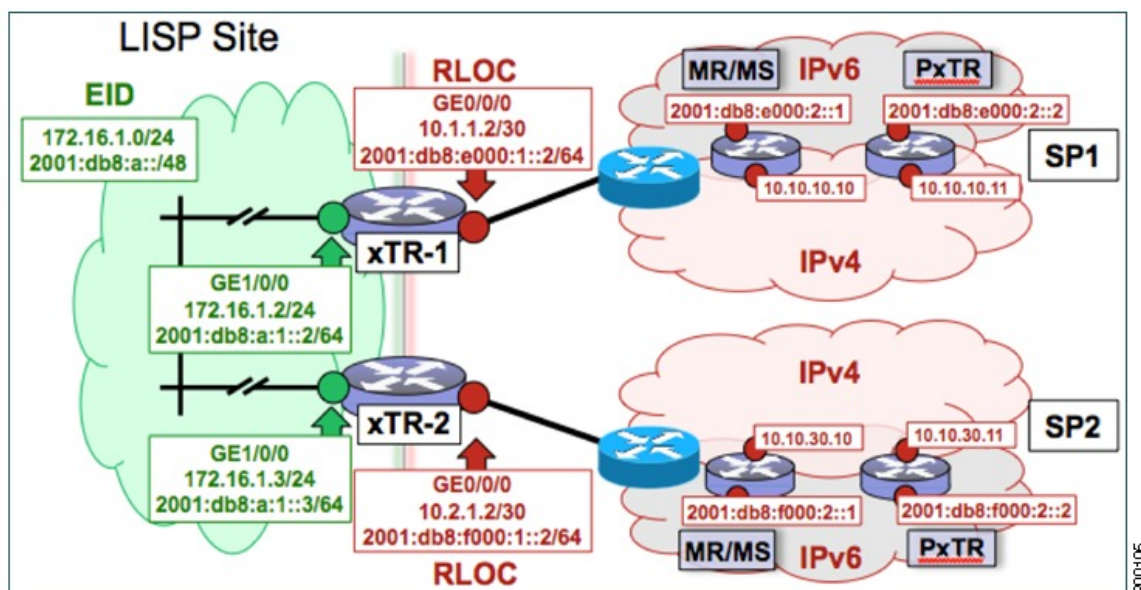 LISP Site
EID
172.16.1.0/24
2001:db8:a::/48
RLOC
GE0/0/0
10.1.1.2/30
2001:db8:e000:1::2/64
MR/MS
IPv6
PxTR
2001:db8:e000:2::1
2001:db8:e000:2::2
SP1
10.10.10.10
10.10.10.11
IPv4
xTR-1
GE1/0/0
172.16.1.2/24
2001:db8:a:1::2/64
xTR-2
GE1/0/0
172.16.1.3/24
2001:db8:a:1::3/64
GE0/0/0
10.2.1.2/30
2001:db8:f000:1::2/64
RLOC
IPv4
10.10.30.10
10.10.30.11
SP2
2001:db8:f000:2::1
2001:db8:f000:2::2
MR/MS
IPv6
PxTR